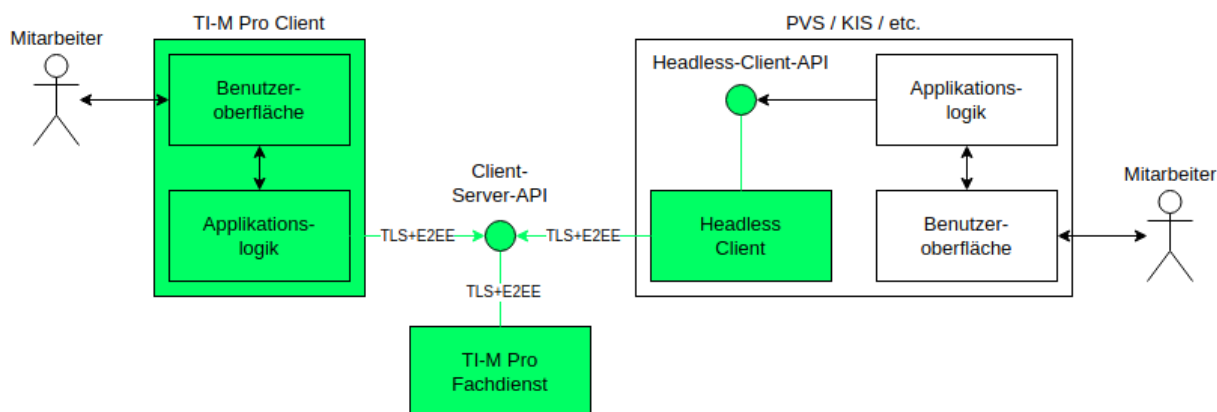 TI-M Pro Client
PVS / KIS / etc.
Mitarbeiter
Benutzer-
oberfläche
Headless-Client-API
Applikations-
logik
Client-
Server-API
Mitarbeiter
Applikations-
logik
TLS+E2EE
TLS+E2EE
Headless
Client
Benutzer-
oberfläche
TLS+E2EE
TI-M Pro
Fachdienst